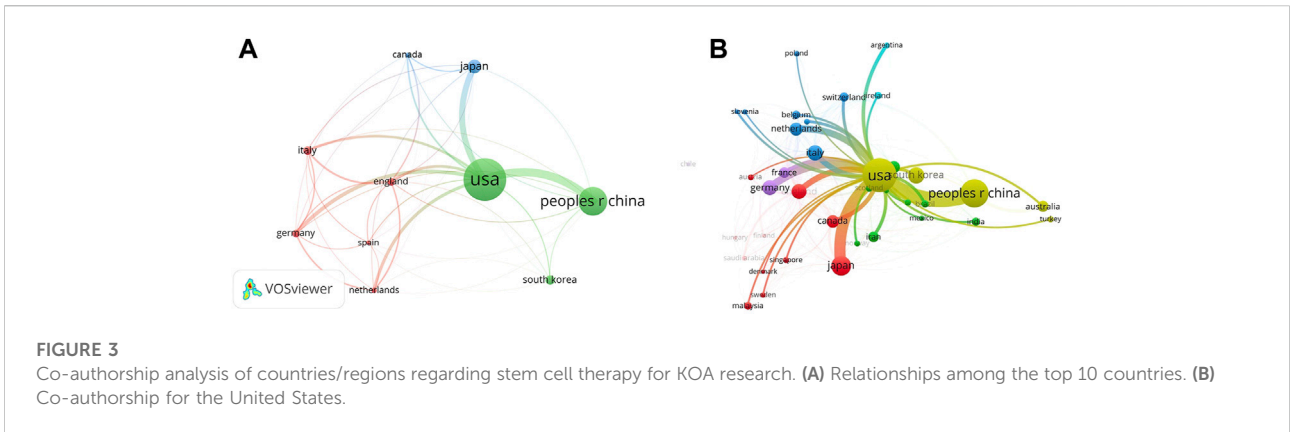 A
canada
japan
italy
usa
england
peoples r china
germany
spain
south korea
netherlands
VOSviewer
B
argentina
poland
switzerland
ireland
slovenia
belgium
netherlands
italy
chile
france
usa
south korea
austria
germany
scotland
peoples r china
brazil
australia
canada
mexico
india
turkey
hungary
finland
iran
norway
saudi arabia
singapore
japan
denmark
sweden
malaysia
FIGURE 3
Co-authorship analysis of countries/regions regarding stem cell therapy for KOA research. (A) Relationships among the top 10 countries. (B)
Co-authorship for the United States.